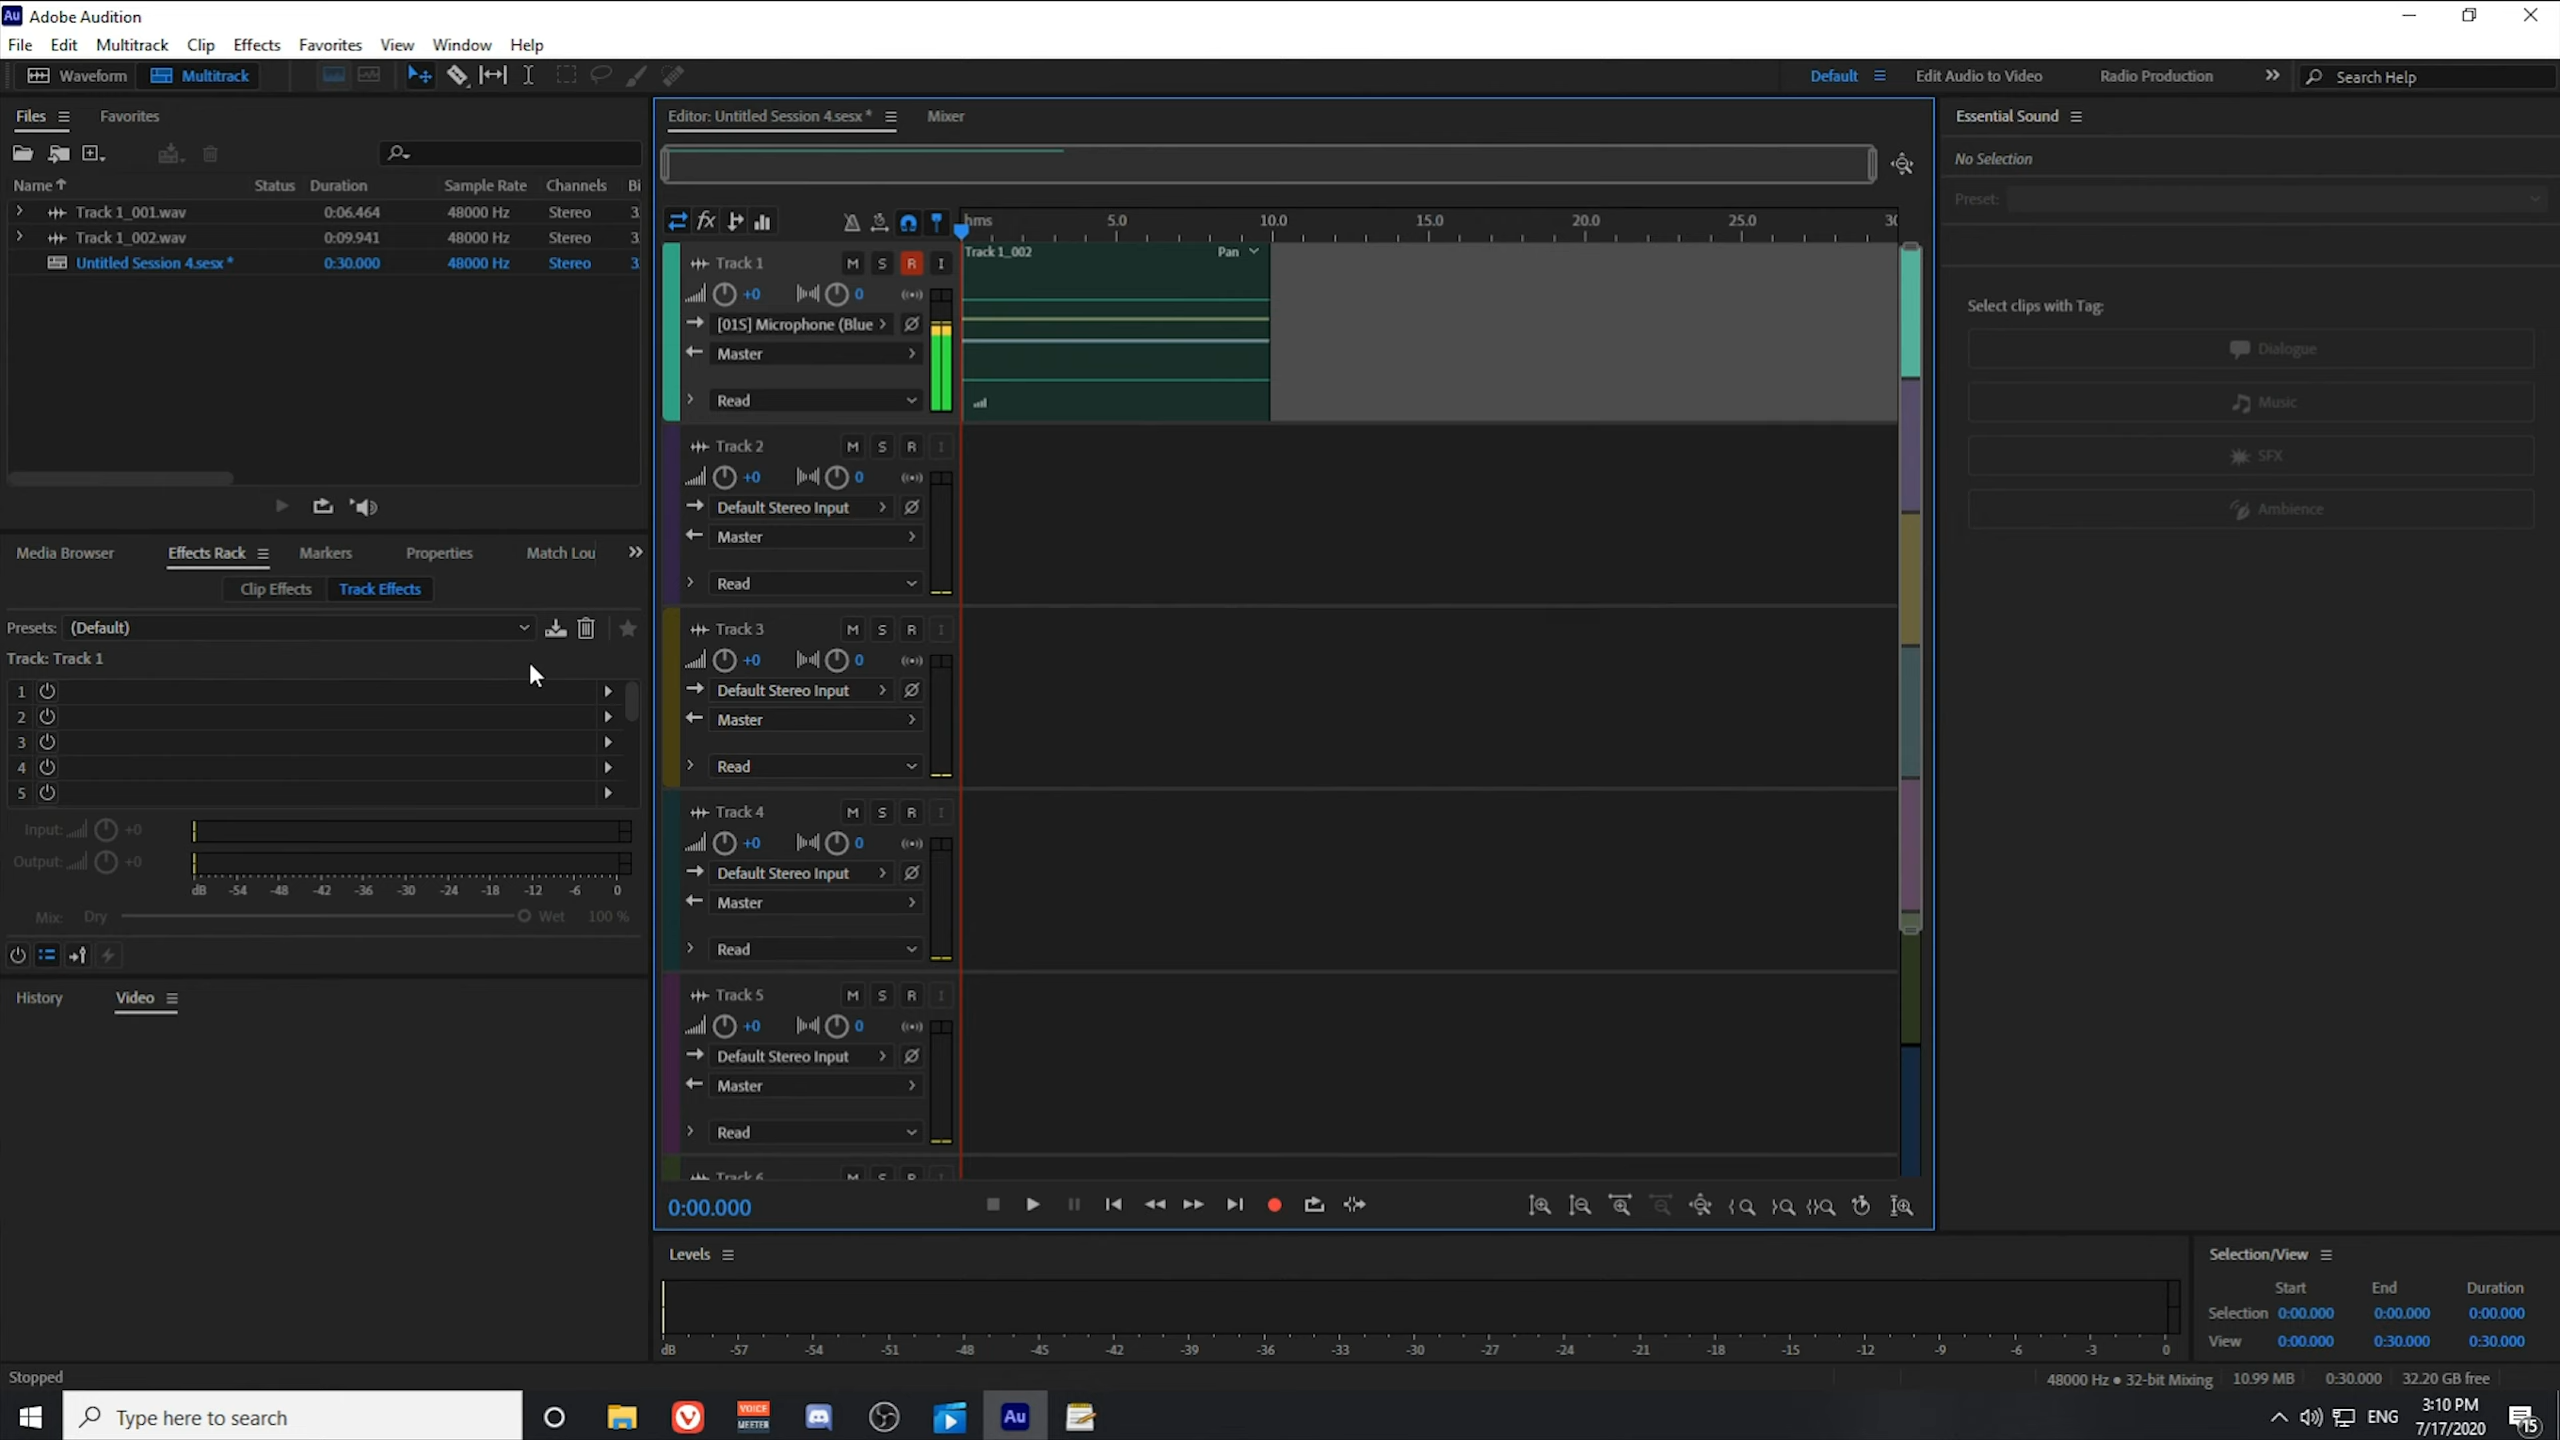 Adobe Audition
File Edit Multitrack Clip Effects Favorites View Window Help
Waveform Multitrack Default Edit Audio to Video Radio Production Search Help
Files Favorites
Name Status Duration Sample Rate Channels Bi
Track 1_001.wav 0:06.464 48000 Hz Stereo 3
Track 1_002.wav 0:09.941 48000 Hz Stereo 3
Untitled Session 4.sesx * 0:30.000 48000 Hz Stereo 3
Media Browser Effects Rack Markers Properties Match Lou
Clip Effects Track Effects
Presets: (Default)
Track: Track 1
1
2
3
4
5
Input: +0
Output: +0
dB -54 -48 -42 -36 -30 -24 -18 -12 -6 0
Mix: Dry Wet 100 %
History Video
Editor: Untitled Session 4.sesx * Mixer
hms 5.0 10.0 15.0 20.0 25.0 30
Track 1 M S R I
+0 0
[01S] Microphone (Blue
Master
Read
Track 1_002 Pan
Track 2 M S R I
+0 0
Default Stereo Input
Master
Read
Track 3 M S R I
+0 0
Default Stereo Input
Master
Read
Track 4 M S R I
+0 0
Default Stereo Input
Master
Read
Track 5 M S R I
+0 0
Default Stereo Input
Master
Read
Track 6 M S R
0:00.000
Essential Sound
No Selection
Preset:
Select clips with Tag:
Dialogue
Music
SFX
Ambience
Levels
dB -57 -54 -51 -48 -45 -42 -39 -36 -33 -30 -27 -24 -21 -18 -15 -12 -9 -6 -3 0
Selection/View
Start End Duration
Selection 0:00.000 0:00.000 0:00.000
View 0:00.000 0:30.000 0:30.000
Stopped 48000 Hz ● 32-bit Mixing 10.99 MB 0:30.000 32.20 GB free
Type here to search VOICE MEETER Au ENG 3:10 PM
7/17/2020 15